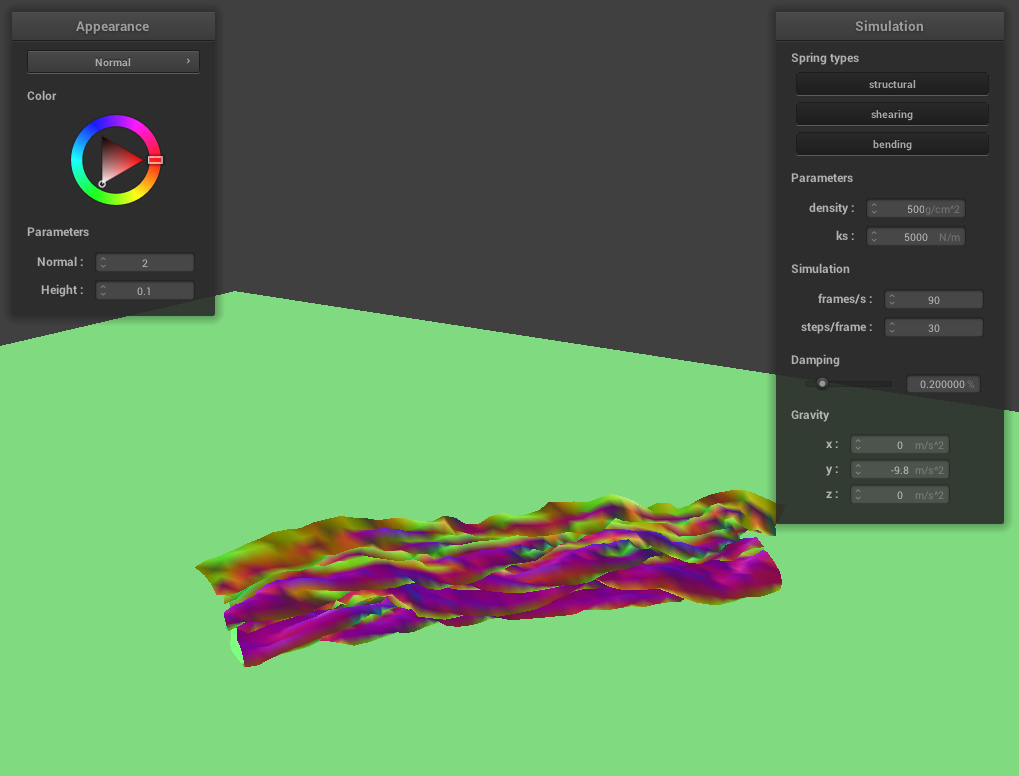 Appearance
Normal
Color
Parameters
Normal : 2
Height : 0.1
Simulation
Spring types
structural
shearing
bending
Parameters
density : 500g/cm^2
ks : 5000 N/m
Simulation
frames/s : 90
steps/frame : 30
Damping
0.200000 %
Gravity
x : 0 m/s^2
y : -9.8 m/s^2
z : 0 m/s^2